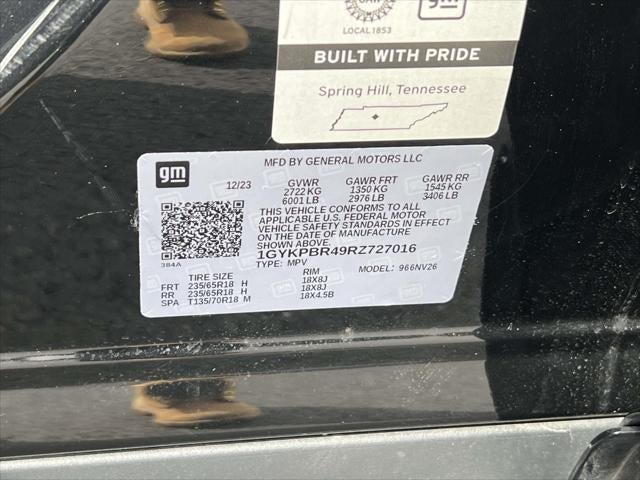 UAW
gm
LOCAL 1853
BUILT WITH PRIDE
Spring Hill, Tennessee
gm
MFD BY GENERAL MOTORS LLC
12/23 GVWR GAWR FRT GAWR RR
2722 KG 1350 KG 1545 KG
6001 LB 2976 LB 3406 LB
THIS VEHICLE CONFORMS TO ALL
APPLICABLE U.S. FEDERAL MOTOR
VEHICLE SAFETY STANDARDS IN EFFECT
ON THE DATE OF MANUFACTURE
SHOWN ABOVE.
1GYKPBR49RZ727016
384A
TYPE: MPV MODEL: 966NV26
TIRE SIZE RIM
FRT 235/65R18 H 18X8J
RR 235/65R18 H 18X8J
SPA T135/70R18 M 18X4.5B